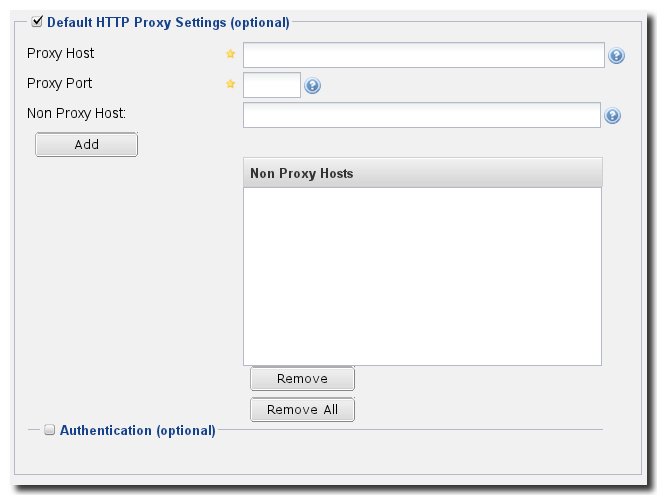 Default HTTP Proxy Settings (optional)
Proxy Host
Proxy Port
Non Proxy Host:
Add
Non Proxy Hosts
Remove
Remove All
Authentication (optional)